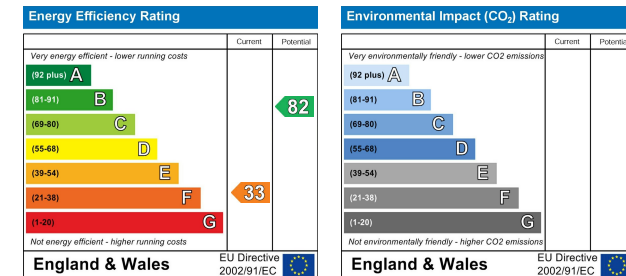 Energy Efficiency Rating
Current Potential
Very energy efficient - lower running costs
(92 plus) A
(81-91) B
82
(69-80) C
(55-68) D
(39-54) E
(21-38) F
33
(1-20) G
Not energy efficient - higher running costs
England & Wales
EU Directive
2002/91/EC
Environmental Impact (CO₂) Rating
Current Potential
Very environmentally friendly - lower CO2 emissions
(92 plus) A
(81-91) B
(69-80) C
(55-68) D
(39-54) E
(21-38) F
(1-20) G
Not environmentally friendly - higher CO2 emissions
England & Wales
EU Directive
2002/91/EC